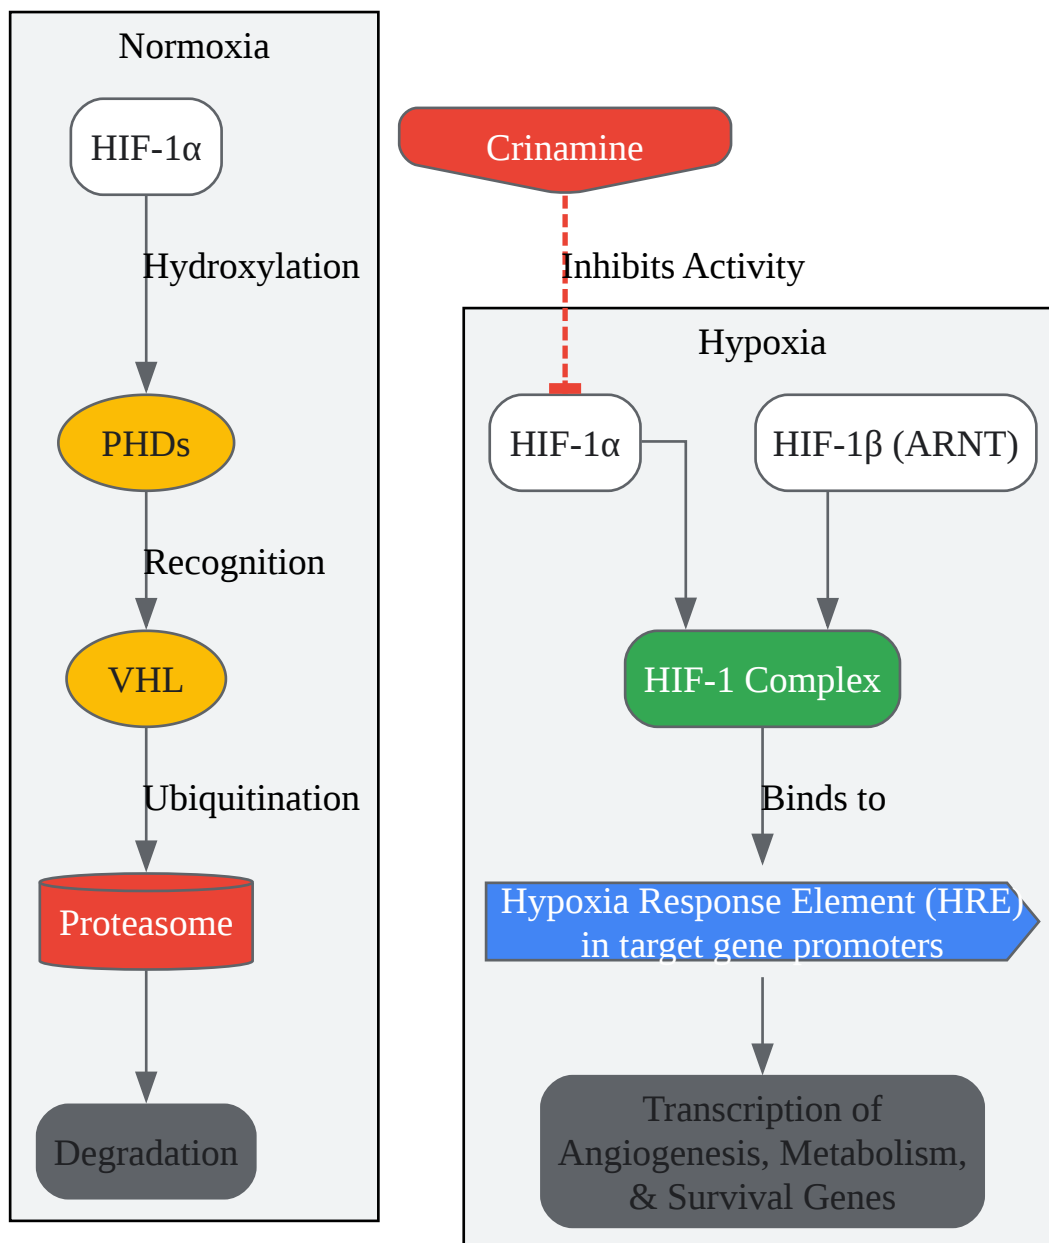 Normoxia
HIF-1α
Hydroxylation
PHDs
Recognition
VHL
Ubiquitination
Proteasome
Degradation
Crinamine
Inhibits Activity
Hypoxia
HIF-1α
HIF-1β (ARNT)
HIF-1 Complex
Binds to
Hypoxia Response Element (HRE)
in target gene promoters
Transcription of
Angiogenesis, Metabolism,
& Survival Genes